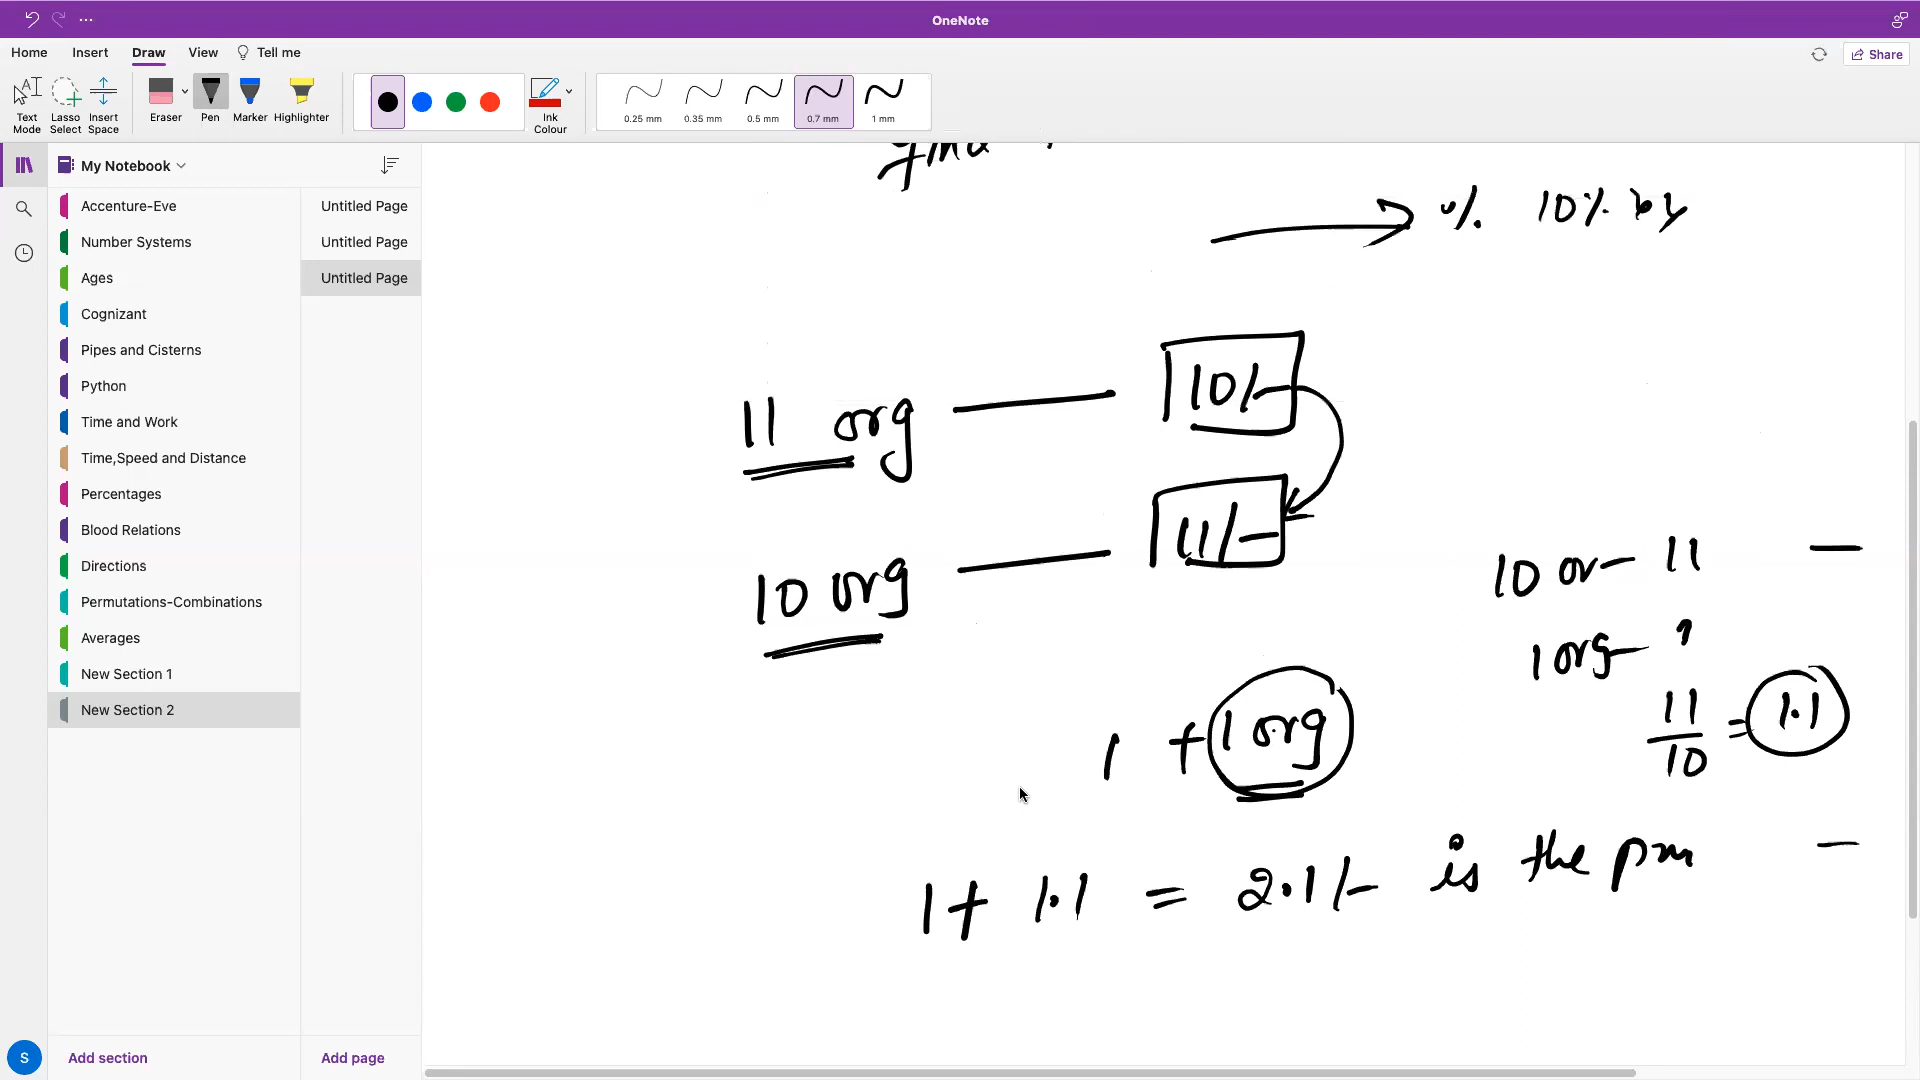 OneNote
Home Insert Draw View Tell me
Share
Text Mode
Lasso Select
Insert Space
Eraser
Pen
Marker
Highlighter
Ink Colour
0.25 mm
0.35 mm
0.5 mm
0.7 mm
1 mm
My Notebook
Accenture-Eve
Number Systems
Ages
Cognizant
Pipes and Cisterns
Python
Time and Work
Time,Speed and Distance
Percentages
Blood Relations
Directions
Permutations-Combinations
Averages
New Section 1
New Section 2
Add section
Untitled Page
Untitled Page
Untitled Page
Add page
S
find
% 10% by
11 org — 10/-
10 org — 11/-
10 or — 11
1 org — ?
11/10 = 1.1
1 + 1 org
1 + 1.1 = 2.1/- is the